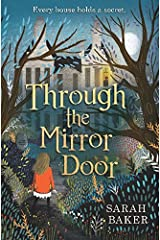 Every house holds a secret.
Through
the
Mirror
Door
SARAH
BAKER